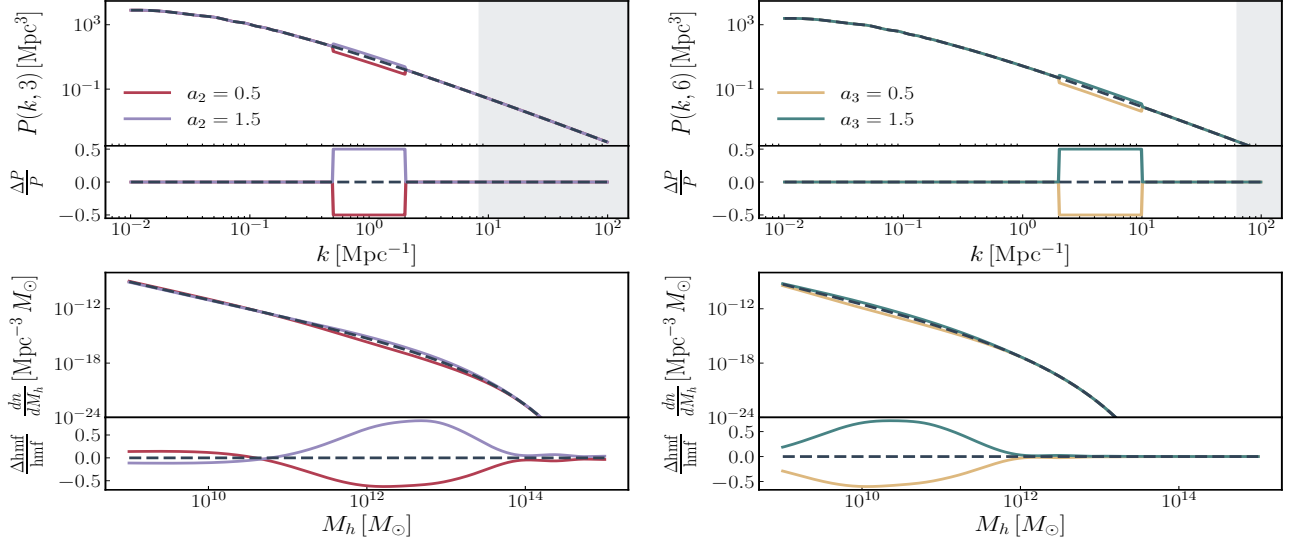 P(k, 3) [Mpc³]
10³
10⁻¹
a₂ = 0.5
a₂ = 1.5
ΔP/P
0.5
0.0
−0.5
10⁻² 10⁻¹ 10⁰ 10¹ 10²
k [Mpc⁻¹]
dn/dM_h [Mpc⁻³ M_⊙]
10⁻¹²
10⁻¹⁸
10⁻²⁴
Δhmf/hmf
0.5
0.0
−0.5
10¹⁰ 10¹² 10¹⁴
M_h [M_⊙]
P(k, 6) [Mpc³]
10³
10⁻¹
a₃ = 0.5
a₃ = 1.5
ΔP/P
0.5
0.0
−0.5
10⁻² 10⁻¹ 10⁰ 10¹ 10²
k [Mpc⁻¹]
dn/dM_h [Mpc⁻³ M_⊙]
10⁻¹²
10⁻¹⁸
10⁻²⁴
Δhmf/hmf
0.5
0.0
−0.5
10¹⁰ 10¹² 10¹⁴
M_h [M_⊙]